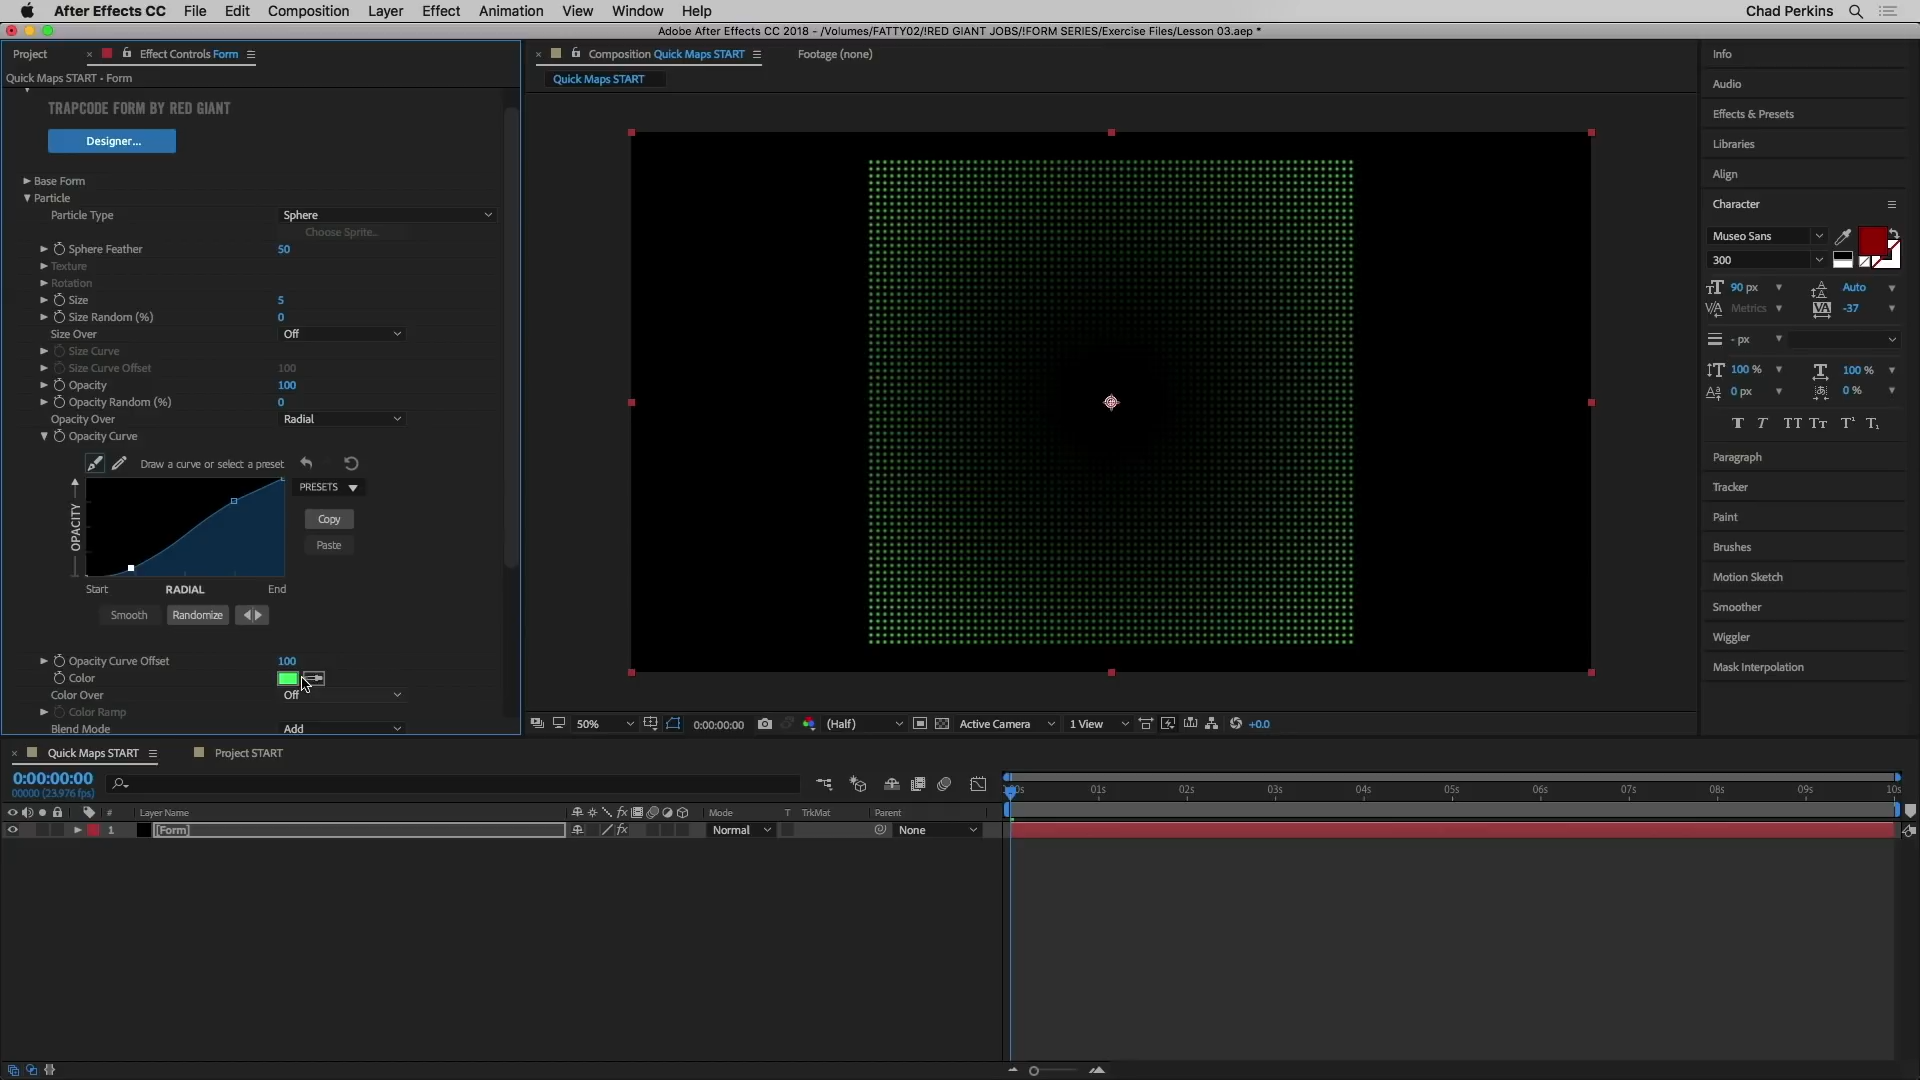 After Effects CC File Edit Composition Layer Effect Animation View Window Help Chad Perkins
Adobe After Effects CC 2018 - /Volumes/FATTY02/!RED GIANT JOBS/!FORM SERIES/Exercise Files/Lesson 03.aep *
Project Effect Controls Form
Quick Maps START - Form
TRAPCODE FORM BY RED GIANT
Designer...
Base Form
Particle
Particle Type Sphere
Choose Sprite...
Sphere Feather 50
Texture
Rotation
Size 5
Size Random (%) 0
Size Over Off
Size Curve
Size Curve Offset 100
Opacity 100
Opacity Random (%) 0
Opacity Over Radial
Opacity Curve
Draw a curve or select a preset
PRESETS
OPACITY
Copy
Paste
Start RADIAL End
Smooth Randomize
Opacity Curve Offset 100
Color
Color Over Off
Color Ramp
Blend Mode Add
Composition Quick Maps START Footage (none)
Quick Maps START
50% 0:00:00:00 (Half) Active Camera 1 View +0.0
Info
Audio
Effects & Presets
Libraries
Align
Character
Museo Sans
300
90 px Auto
Metrics -37
- px
100 % 100 %
0 px 0 %
T T TT Tт T¹ T₁
Paragraph
Tracker
Paint
Brushes
Motion Sketch
Smoother
Wiggler
Mask Interpolation
Quick Maps START Project START
0:00:00:00
00000 (23.976 fps)
# Layer Name Mode T TrkMat Parent
1 [Form] Normal None
01s 02s 03s 04s 05s 06s 07s 08s 09s 10s